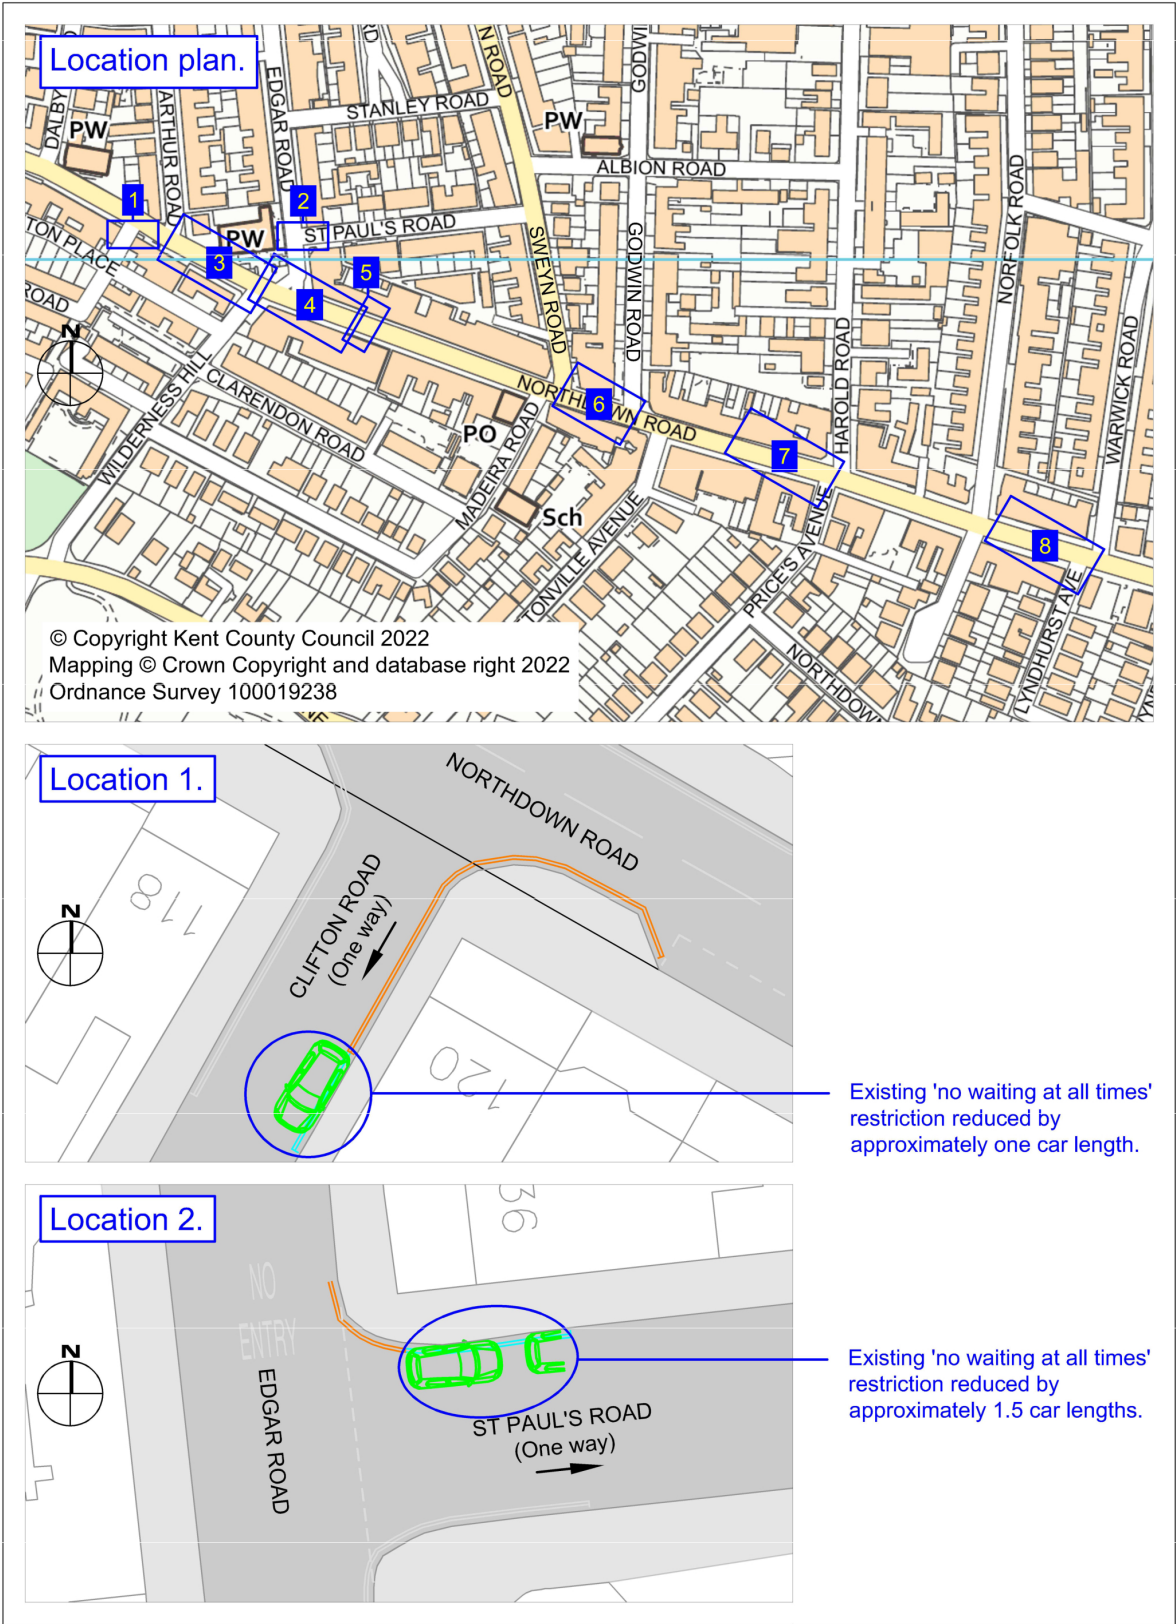 Location plan.
DALBY
ARTHUR ROAD
EDGAR ROAD
RD
STANLEY ROAD
N ROAD
PW
PW
ALBION ROAD
NORFOLK ROAD
1
2
PW
ST PAUL'S ROAD
TON PLACE
3
5
4
ROAD
SWEYN ROAD
GODWIN ROAD
HAROLD ROAD
WARWICK ROAD
N
WILDERNESS HILL
CLARENDON ROAD
NORTHDOWN ROAD
6
PO
MADEIRA ROAD
7
Sch
TONVILLE AVENUE
PRICE'S AVENUE
8
LYNDHURST AVE
NORTHDOWN
© Copyright Kent County Council 2022
Mapping © Crown Copyright and database right 2022
Ordnance Survey 100019238
Location 1.
NORTHDOWN ROAD
118
CLIFTON ROAD
(One way)
N
120
Existing 'no waiting at all times'
restriction reduced by
approximately one car length.
Location 2.
36
NO
ENTRY
N
EDGAR ROAD
ST PAUL'S ROAD
(One way)
Existing 'no waiting at all times'
restriction reduced by
approximately 1.5 car lengths.